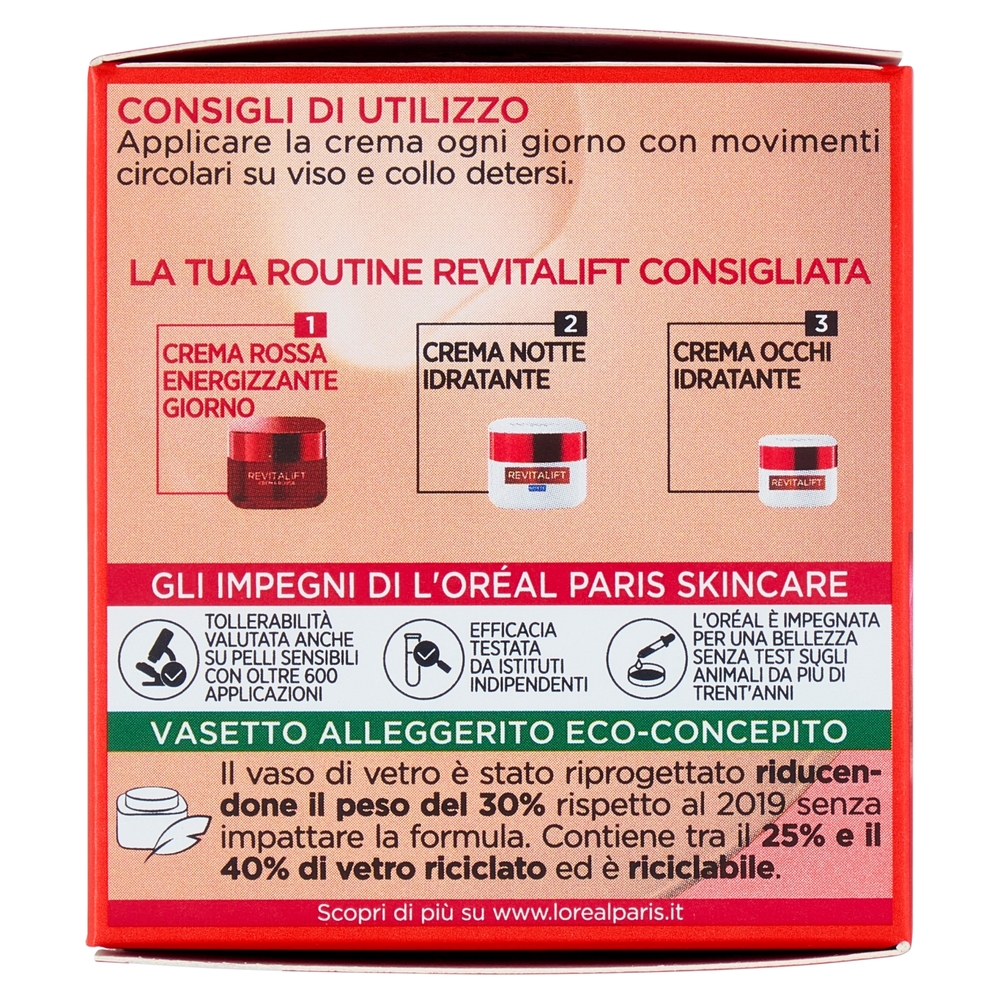 CONSIGLI DI UTILIZZO
Applicare la crema ogni giorno con movimenti
circolari su viso e collo detersi.
LA TUA ROUTINE REVITALIFT CONSIGLIATA
1
CREMA ROSSA
ENERGIZZANTE
GIORNO
REVITALIFT
CREMA ROSSA
2
CREMA NOTTE
IDRATANTE
REVITALIFT
NOTTE
3
CREMA OCCHI
IDRATANTE
REVITALIFT
GLI IMPEGNI DI L'ORÉAL PARIS SKINCARE
TOLLERABILITÀ
VALUTATA ANCHE
SU PELLI SENSIBILI
CON OLTRE 600
APPLICAZIONI
EFFICACIA
TESTATA
DA ISTITUTI
INDIPENDENTI
L'ORÉAL È IMPEGNATA
PER UNA BELLEZZA
SENZA TEST SUGLI
ANIMALI DA PIÙ DI
TRENT'ANNI
VASETTO ALLEGGERITO ECO-CONCEPITO
Il vaso di vetro è stato riprogettato riducen-
done il peso del 30% rispetto al 2019 senza
impattare la formula. Contiene tra il 25% e il
40% di vetro riciclato ed è riciclabile.
Scopri di più su www.lorealparis.it